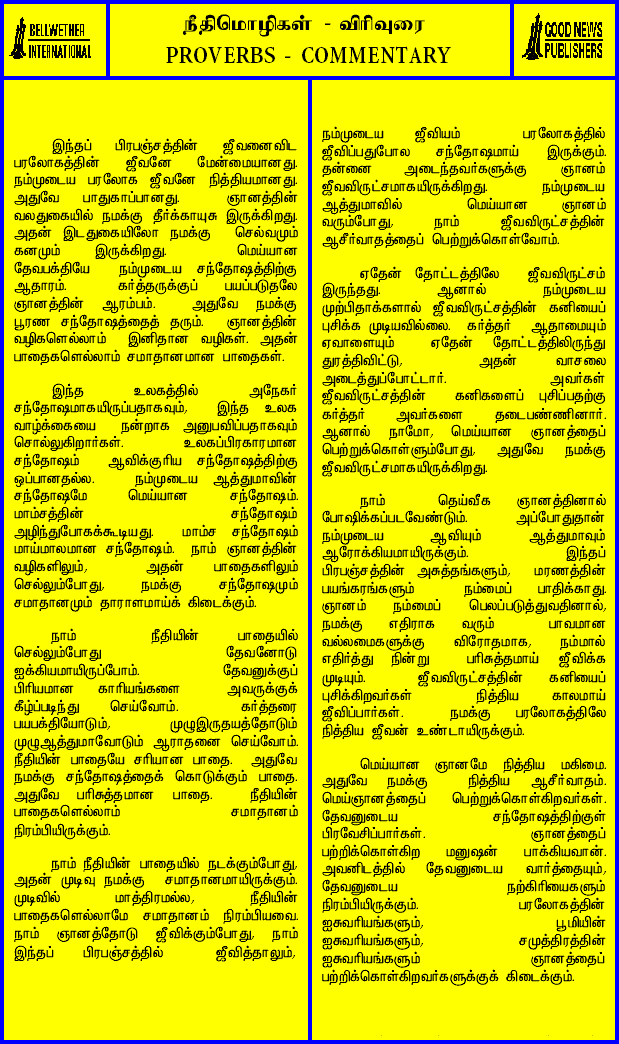 BELLWETHER
INTERNATIONAL
நீதிமொழிகள் - விரிவுரை
PROVERBS - COMMENTARY
GOOD NEWS
PUBLISHERS
இந்தப் பிரபஞ்சத்தின் ஜீவனைவிட
பரலோகத்தின் ஜீவனே மேன்மையானது.
நம்முடைய பரலோக ஜீவனே நித்தியமானது.
அதுவே பாதுகாப்பானது. ஞானத்தின்
வலதுகையில் நமக்கு தீர்க்காயுசு இருக்கிறது.
அதன் இடதுகையிலோ நமக்கு செல்வமும்
கனமும் இருக்கிறது. மெய்யான
தேவபக்தியே நம்முடைய சந்தோஷத்திற்கு
ஆதாரம். கர்த்தருக்குப் பயப்படுதலே
ஞானத்தின் ஆரம்பம். அதுவே நமக்கு
பூரண சந்தோஷத்தைத் தரும். ஞானத்தின்
வழிகளெல்லாம் இனிதான வழிகள். அதன்
பாதைகளெல்லாம் சமாதானமான பாதைகள்.
இந்த உலகத்தில் அநேகர்
சந்தோஷமாகயிருப்பதாகவும், இந்த உலக
வாழ்க்கையை நன்றாக அனுபவிப்பதாகவும்
சொல்லுகிறார்கள். உலகப்பிரகாரமான
சந்தோஷம் ஆவிக்குரிய சந்தோஷத்திற்கு
ஒப்பானதல்ல. நம்முடைய ஆத்துமாவின்
சந்தோஷமே மெய்யான சந்தோஷம்.
மாம்சத்தின் சந்தோஷம்
அழிந்துபோகக்கூடியது. மாம்ச சந்தோஷம்
மாய்மாலமான சந்தோஷம். நாம் ஞானத்தின்
வழிகளிலும், அதன் பாதைகளிலும்
செல்லும்போது, நமக்கு சந்தோஷமும்
சமாதானமும் தாராளமாய்க் கிடைக்கும்.
நாம் நீதியின் பாதையில்
செல்லும்போது தேவனோடு
ஐக்கியமாயிருப்போம். தேவனுக்குப்
பிரியமான காரியங்களை அவருக்குக்
கீழ்ப்படிந்து செய்வோம். கர்த்தரை
பயபக்தியோடும், முழுஇருதயத்தோடும்
முழுஆத்துமாவோடும் ஆராதனை செய்வோம்.
நீதியின் பாதையே சரியான பாதை. அதுவே
நமக்கு சந்தோஷத்தைக் கொடுக்கும் பாதை.
அதுவே பரிசுத்தமான பாதை. நீதியின்
பாதைகளெல்லாம் சமாதானம்
நிரம்பியிருக்கும்.
நாம் நீதியின் பாதையில் நடக்கும்போது,
அதன் முடிவு நமக்கு சமாதானமாயிருக்கும்.
முடிவில் மாத்திரமல்ல, நீதியின்
பாதைகளெல்லாமே சமாதானம் நிரம்பியவை.
நாம் ஞானத்தோடு ஜீவிக்கும்போது, நாம்
இந்தப் பிரபஞ்சத்தில் ஜீவித்தாலும்,
நம்முடைய ஜீவியம் பரலோகத்தில்
ஜீவிப்பதுபோல சந்தோஷமாய் இருக்கும்.
தன்னை அடைந்தவர்களுக்கு ஞானம்
ஜீவவிருட்சமாகயிருக்கிறது. நம்முடைய
ஆத்துமாவில் மெய்யான ஞானம்
வரும்போது, நாம் ஜீவவிருட்சத்தின்
ஆசீர்வாதத்தைப் பெற்றுக்கொள்வோம்.
ஏதேன் தோட்டத்திலே ஜீவவிருட்சம்
இருந்தது. ஆனால் நம்முடைய
முற்பிதாக்களால் ஜீவவிருட்சத்தின் கனியைப்
புசிக்க முடியவில்லை. கர்த்தர் ஆதாமையும்
ஏவாளையும் ஏதேன் தோட்டத்திலிருந்து
துரத்திவிட்டு, அதன் வாசலை
அடைத்துப்போட்டார். அவர்கள்
ஜீவவிருட்சத்தின் கனிகளைப் புசிப்பதற்கு
கர்த்தர் அவர்களை தடைபண்ணினார்.
ஆனால் நாமோ, மெய்யான ஞானத்தைப்
பெற்றுக்கொள்ளும்போது, அதுவே நமக்கு
ஜீவவிருட்சமாகயிருக்கிறது.
நாம் தெய்வீக ஞானத்தினால்
போஷிக்கப்படவேண்டும். அப்போதுதான்
நம்முடைய ஆவியும் ஆத்துமாவும்
ஆரோக்கியமாயிருக்கும். இந்தப்
பிரபஞ்சத்தின் அசுத்தங்களும், மரணத்தின்
பயங்கரங்களும் நம்மைப் பாதிக்காது.
ஞானம் நம்மைப் பெலப்படுத்துவதினால்,
நமக்கு எதிராக வரும் பாவமான
வல்லமைகளுக்கு விரோதமாக, நம்மால்
எதிர்த்து நின்று பரிசுத்தமாய் ஜீவிக்க
முடியும். ஜீவவிருட்சத்தின் கனியைப்
புசிக்கிறவர்கள் நித்திய காலமாய்
ஜீவிப்பார்கள். நமக்கு பரலோகத்திலே
நித்திய ஜீவன் உண்டாயிருக்கும்.
மெய்யான ஞானமே நித்திய மகிமை.
அதுவே நமக்கு நித்திய ஆசீர்வாதம்.
மெய்ஞானத்தைப் பெற்றுக்கொள்கிறவர்கள்.
தேவனுடைய சந்தோஷத்திற்குள்
பிரவேசிப்பார்கள். ஞானத்தைப்
பற்றிக்கொள்கிற மனுஷன் பாக்கியவான்.
அவனிடத்தில் தேவனுடைய வார்த்தையும்,
தேவனுடைய நற்கிரியைகளும்
நிரம்பியிருக்கும். பரலோகத்தின்
ஐசுவரியங்களும், பூமியின்
ஐசுவரியங்களும், சமுத்திரத்தின்
ஐசுவரியங்களும் ஞானத்தைப்
பற்றிக்கொள்கிறவர்களுக்குக் கிடைக்கும்.